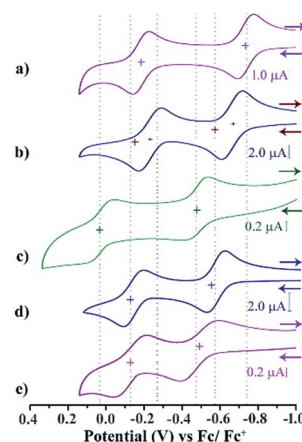 a)
1.0 µA
b)
2.0 µA
c)
0.2 µA
d)
2.0 µA
e)
0.2 µA
0.4 0.2 0.0 -0.2 -0.4 -0.6 -0.8 -1.0
Potential (V) vs Fc/ Fc⁺